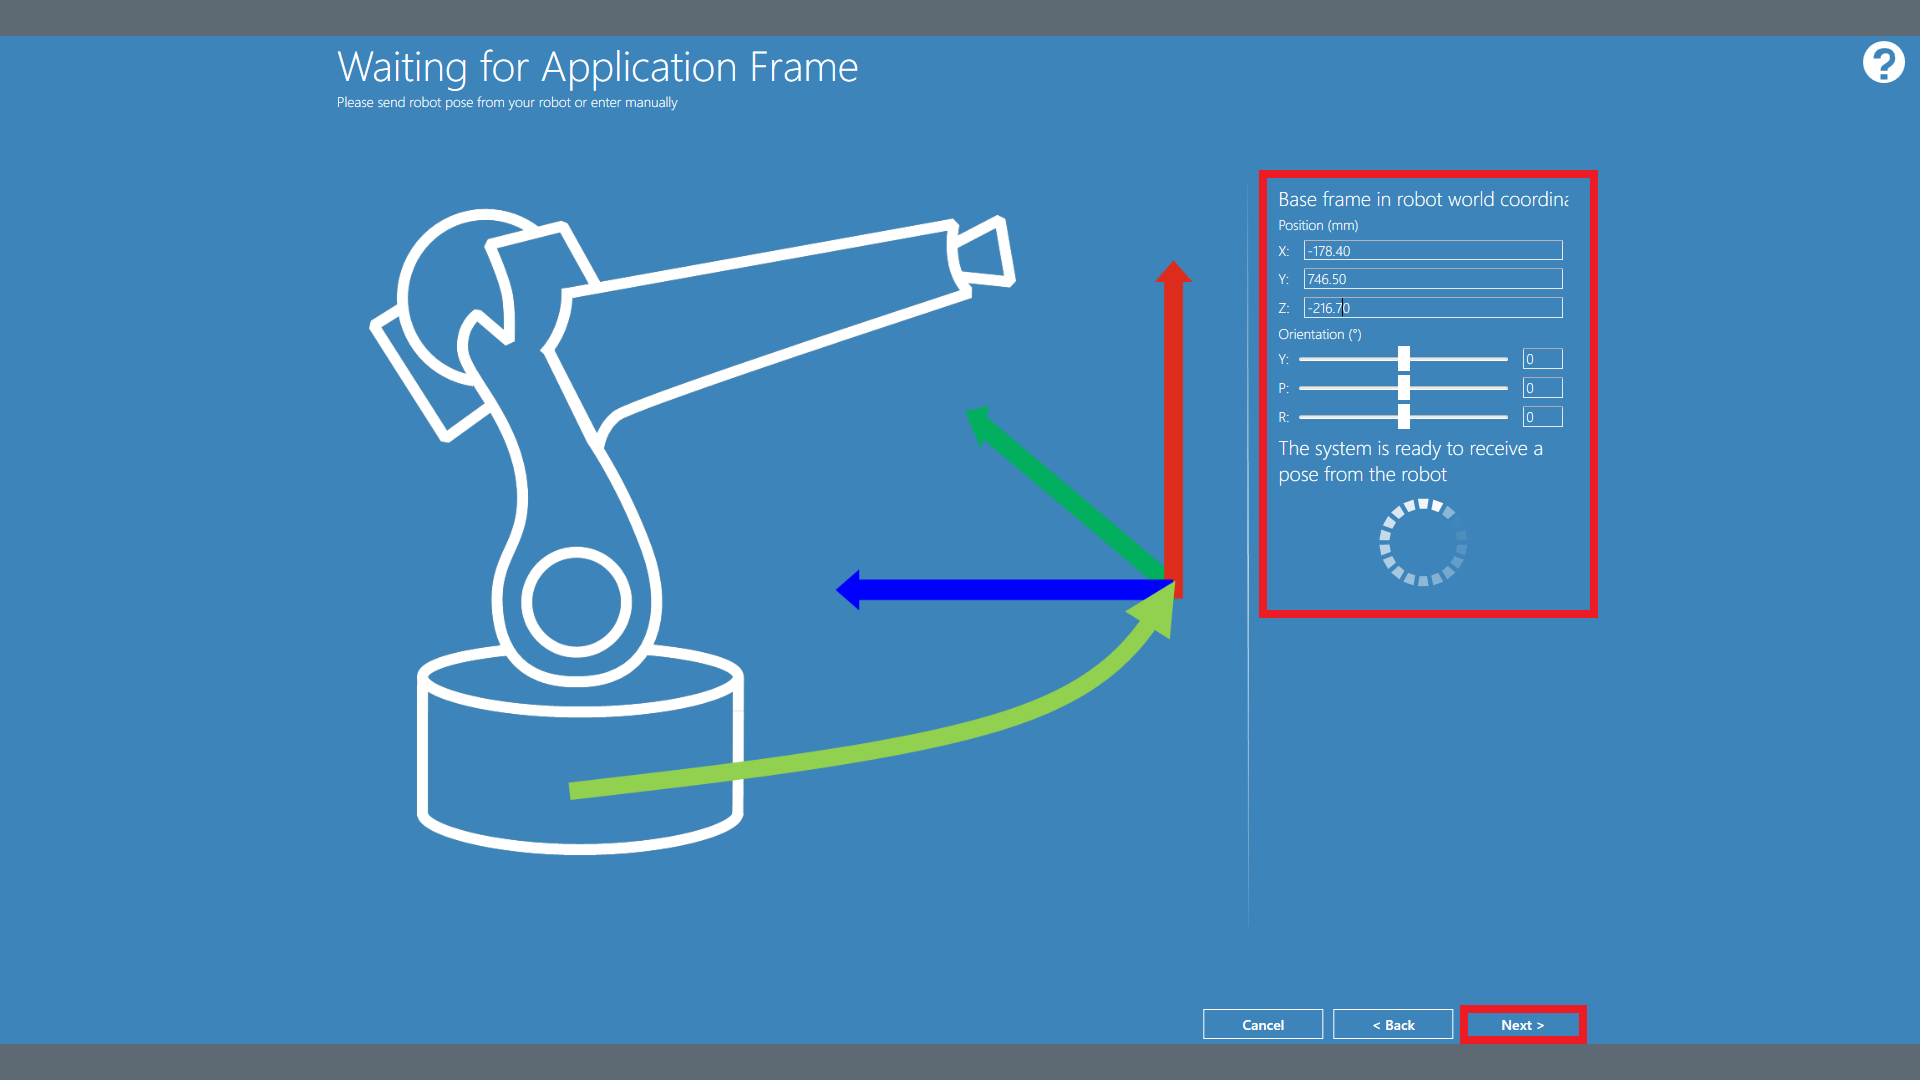 Waiting for Application Frame
Please send robot pose from your robot or enter manually
?
Base frame in robot world coordina
Position (mm)
X: -178.40
Y: 746.50
Z: -216.70
Orientation (°)
Y: 0
P: 0
R: 0
The system is ready to receive a
pose from the robot
Cancel < Back Next >